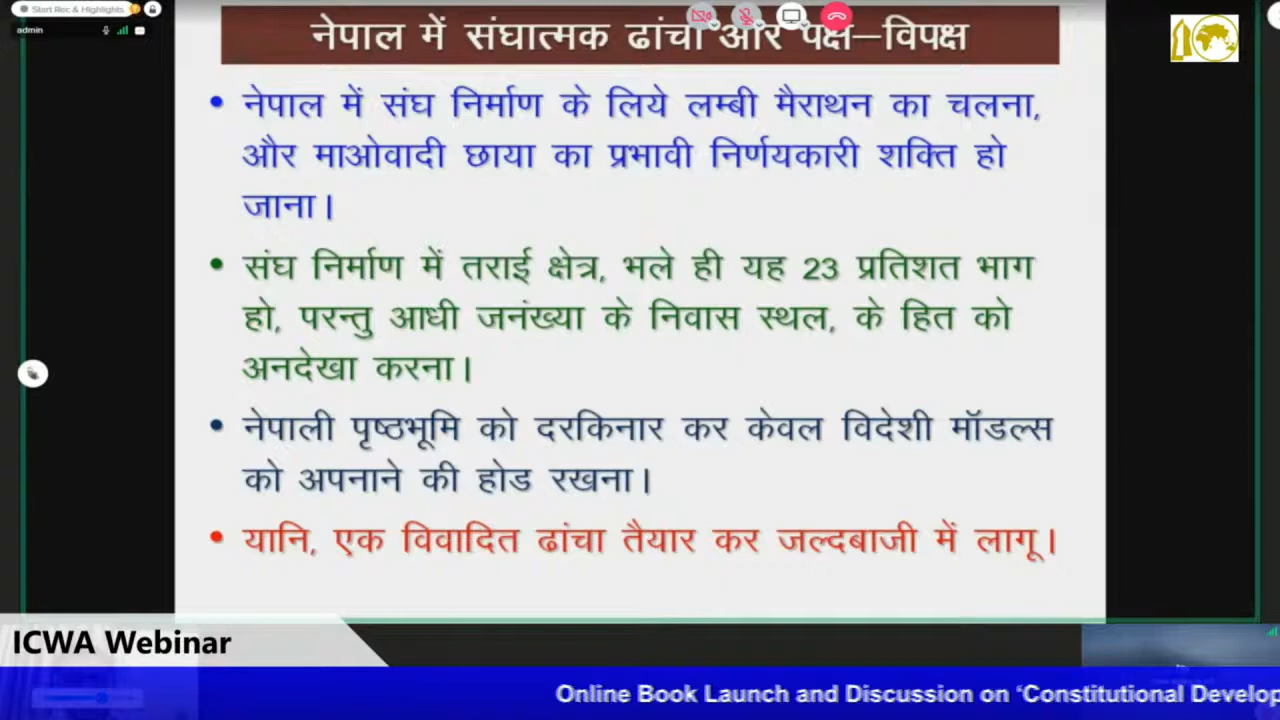 Start Rec & Highlights
admin
नेपाल में संघात्मक ढांचा और पक्ष–विपक्ष
• नेपाल में संघ निर्माण के लिये लम्बी मैराथन का चलना,
और माओवादी छाया का प्रभावी निर्णयकारी शक्ति हो
जाना।
• संघ निर्माण में तराई क्षेत्र, भले ही यह 23 प्रतिशत भाग
हो, परन्तु आधी जनंख्या के निवास स्थल, के हित को
अनदेखा करना।
• नेपाली पृष्ठभूमि को दरकिनार कर केवल विदेशी मॉडल्स
को अपनाने की होड रखना।
• यानि, एक विवादित ढांचा तैयार कर जल्दबाजी में लागू।
ICWA Webinar
Online Book Launch and Discussion on ‘Constitutional Develop